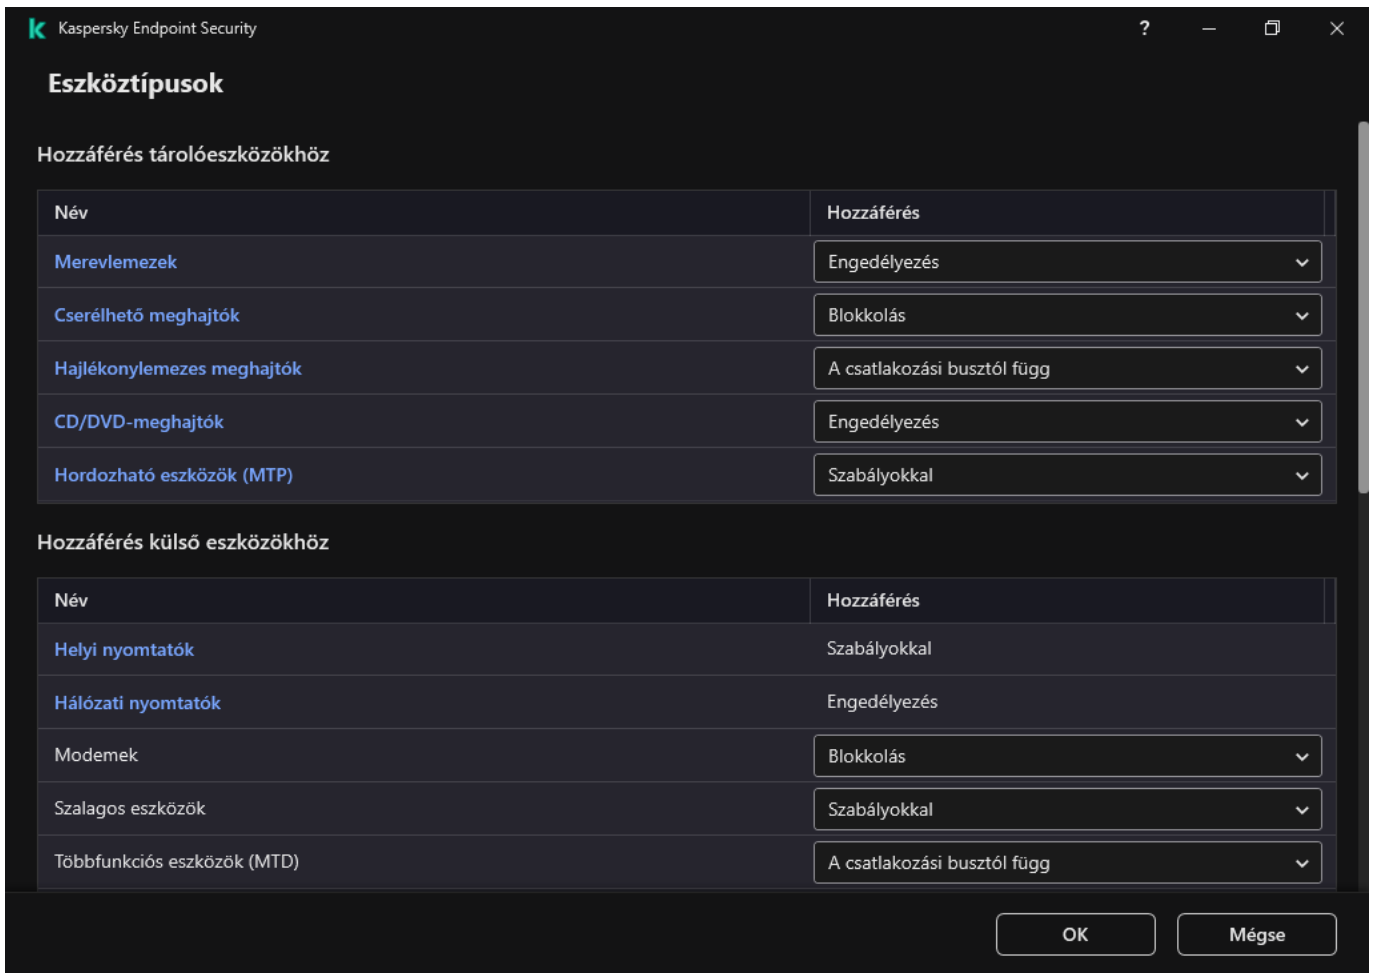 Kaspersky Endpoint Security
?
Eszköztípusok
Hozzáférés tárolóeszközökhöz
Név Hozzáférés
Merevlemezek Engedélyezés
Cserélhető meghajtók Blokkolás
Hajlékonylemezes meghajtók A csatlakozási busztól függ
CD/DVD-meghajtók Engedélyezés
Hordozható eszközök (MTP) Szabályokkal
Hozzáférés külső eszközökhöz
Név Hozzáférés
Helyi nyomtatók Szabályokkal
Hálózati nyomtatók Engedélyezés
Modemek Blokkolás
Szalagos eszközök Szabályokkal
Többfunkciós eszközök (MTD) A csatlakozási busztól függ
OK Mégse